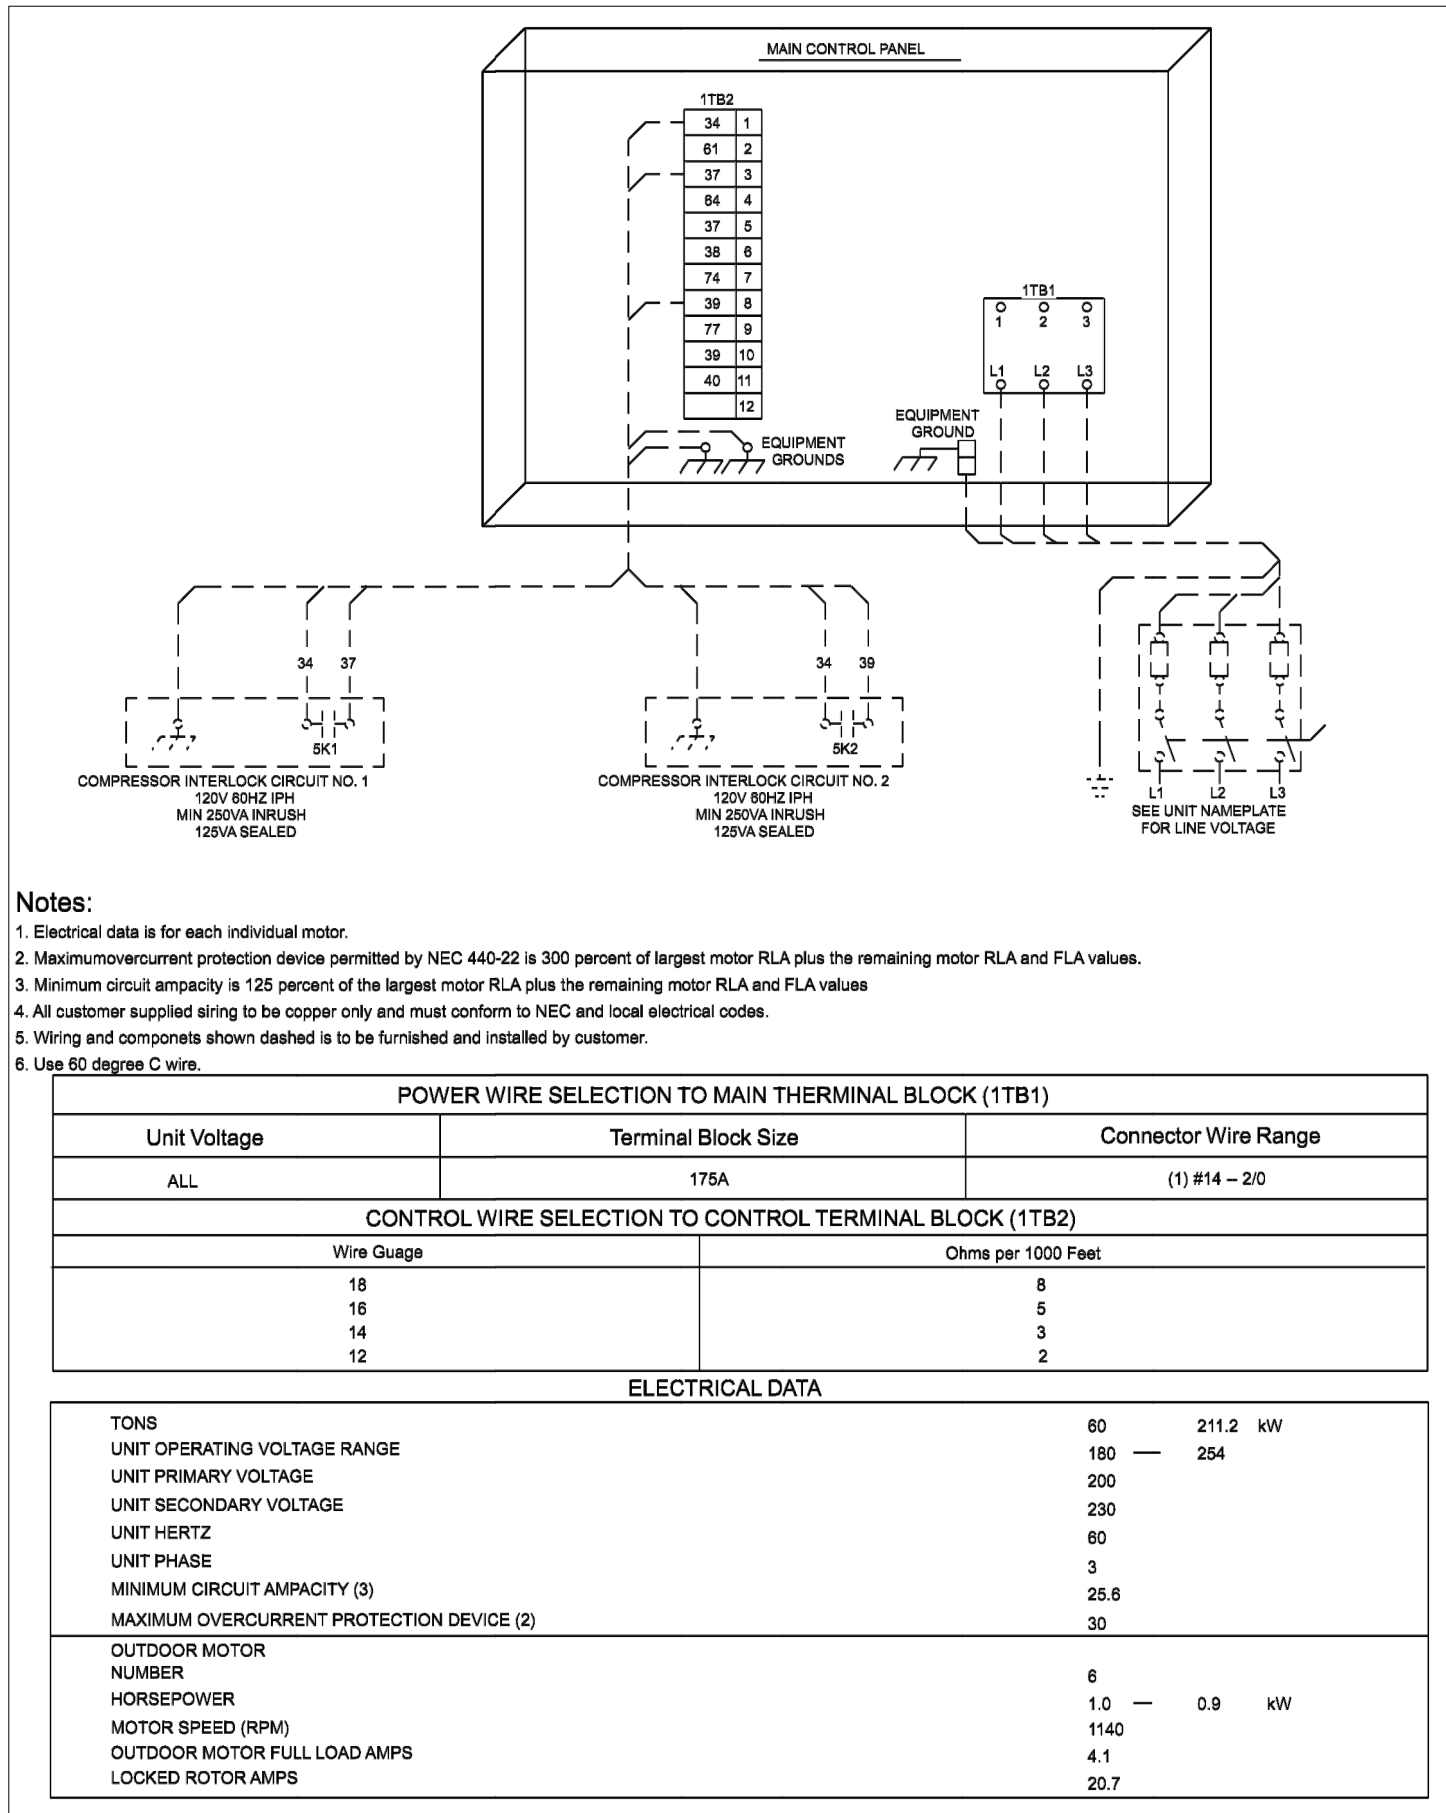 MAIN CONTROL PANEL
1TB2
34 1
61 2
37 3
64 4
37 5
38 6
74 7
39 8
77 9
39 10
40 11
12
EQUIPMENT
GROUNDS
1TB1
1 2 3
L1 L2 L3
EQUIPMENT
GROUND
34 37
5K1
COMPRESSOR INTERLOCK CIRCUIT NO. 1
120V 60HZ IPH
MIN 250VA INRUSH
125VA SEALED
34 39
5K2
COMPRESSOR INTERLOCK CIRCUIT NO. 2
120V 60HZ IPH
MIN 250VA INRUSH
125VA SEALED
L1 L2 L3
SEE UNIT NAMEPLATE
FOR LINE VOLTAGE
Notes:
1. Electrical data is for each individual motor.
2. Maximumovercurrent protection device permitted by NEC 440-22 is 300 percent of largest motor RLA plus the remaining motor RLA and FLA values.
3. Minimum circuit ampacity is 125 percent of the largest motor RLA plus the remaining motor RLA and FLA values
4. All customer supplied siring to be copper only and must conform to NEC and local electrical codes.
5. Wiring and componets shown dashed is to be furnished and installed by customer.
6. Use 60 degree C wire.
POWER WIRE SELECTION TO MAIN THERMINAL BLOCK (1TB1)
Unit Voltage Terminal Block Size Connector Wire Range
ALL 175A (1) #14 – 2/0
CONTROL WIRE SELECTION TO CONTROL TERMINAL BLOCK (1TB2)
Wire Guage Ohms per 1000 Feet
18 8
16 5
14 3
12 2
ELECTRICAL DATA
TONS 60 211.2 kW
UNIT OPERATING VOLTAGE RANGE 180 — 254
UNIT PRIMARY VOLTAGE 200
UNIT SECONDARY VOLTAGE 230
UNIT HERTZ 60
UNIT PHASE 3
MINIMUM CIRCUIT AMPACITY (3) 25.6
MAXIMUM OVERCURRENT PROTECTION DEVICE (2) 30
OUTDOOR MOTOR
NUMBER 6
HORSEPOWER 1.0 — 0.9 kW
MOTOR SPEED (RPM) 1140
OUTDOOR MOTOR FULL LOAD AMPS 4.1
LOCKED ROTOR AMPS 20.7